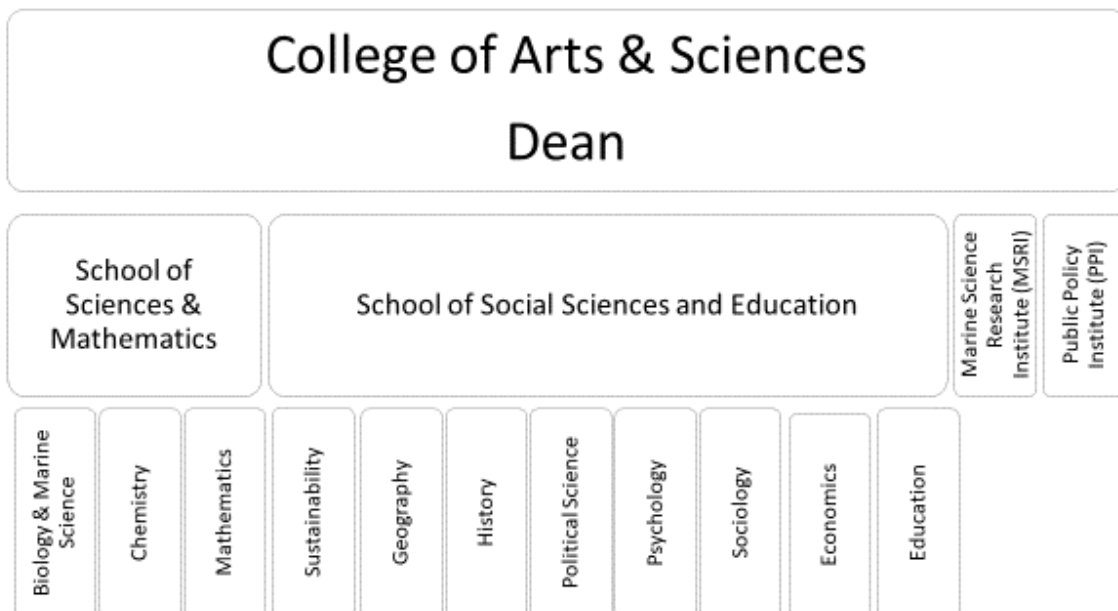 College of Arts & Sciences
Dean
School of
Sciences &
Mathematics
School of Social Sciences and Education
Marine Science
Research
Institute (MSRI)
Public Policy
Institute (PPI)
Biology & Marine
Science
Chemistry
Mathematics
Sustainability
Geography
History
Political Science
Psychology
Sociology
Economics
Education